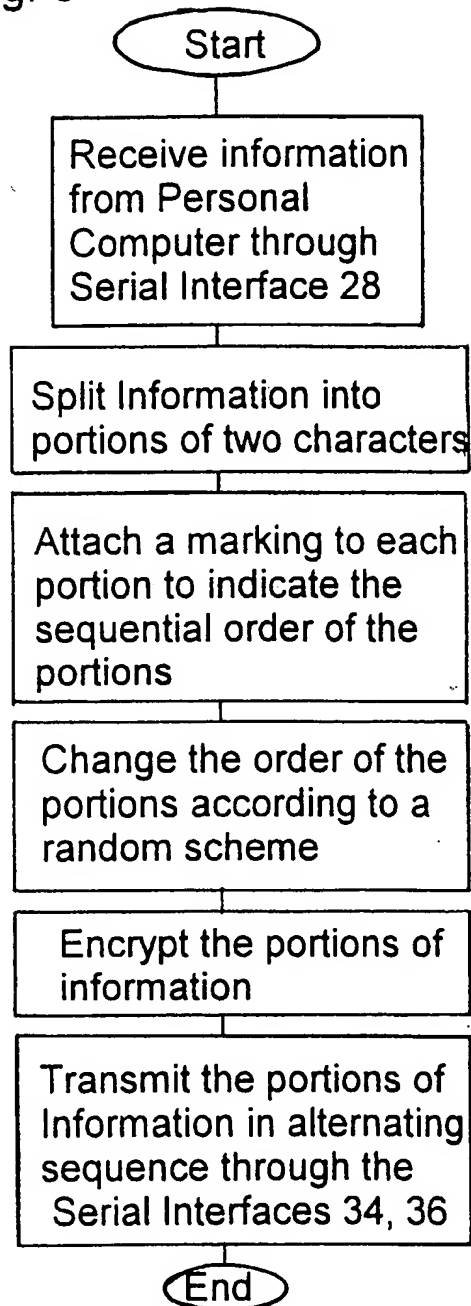 Start
Receive information
from Personal
Computer through
Serial Interface 28
Split Information into
portions of two characters
Attach a marking to each
portion to indicate the
sequential order of the
portions
Change the order of the
portions according to a
random scheme
Encrypt the portions of
information
Transmit the portions of
Information in alternating
sequence through the
Serial Interfaces 34, 36
End